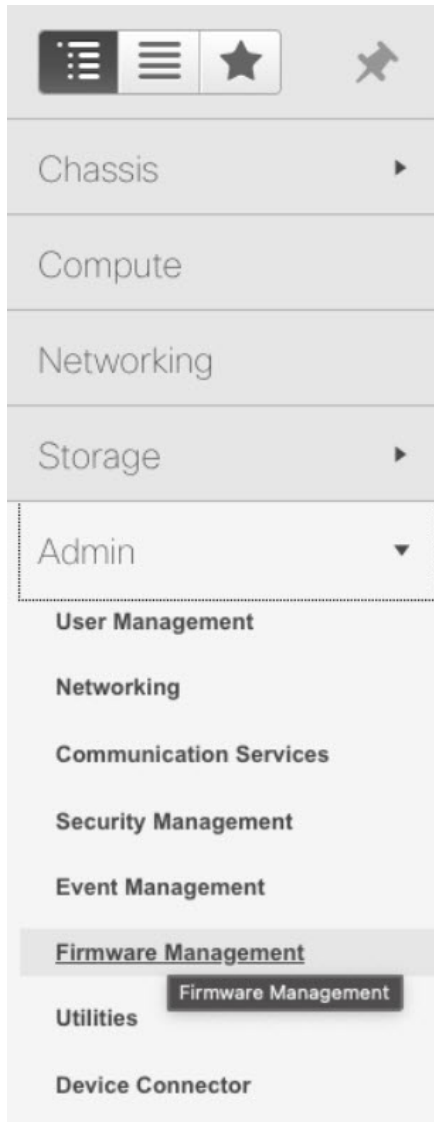 Chassis
Compute
Networking
Storage
Admin
User Management
Networking
Communication Services
Security Management
Event Management
Firmware Management
Firmware Management
Utilities
Device Connector